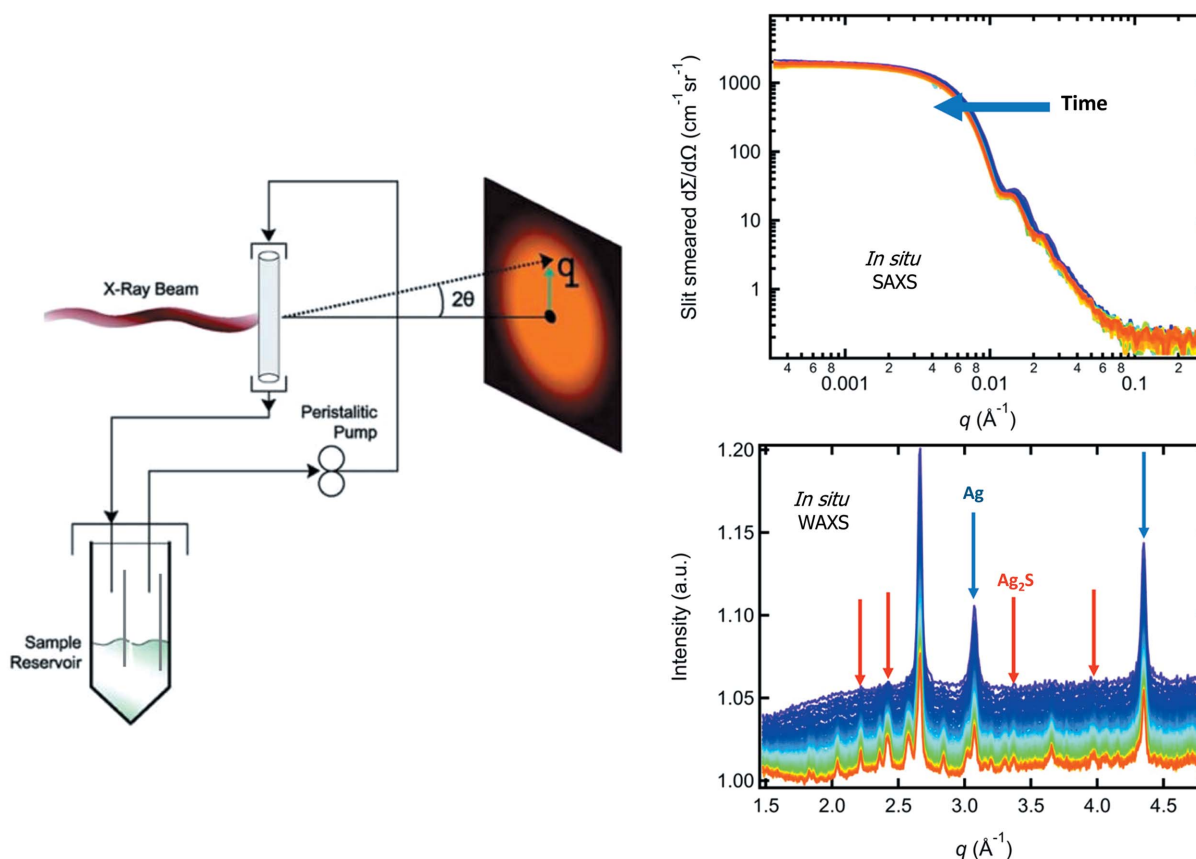 X-Ray Beam
2θ
q
Peristalitic
Pump
Sample
Reservoir
Slit smeared dΣ/dΩ (cm⁻¹ sr⁻¹)
1000
100
10
1
Time
In situ
SAXS
4 6 8 2 4 6 8 2 4 6 8 2
0.001 0.01 0.1
q (Å⁻¹)
Intensity (a.u.)
1.20
1.15
1.10
1.05
1.00
In situ
WAXS
Ag
Ag₂S
1.5 2.0 2.5 3.0 3.5 4.0 4.5
q (Å⁻¹)